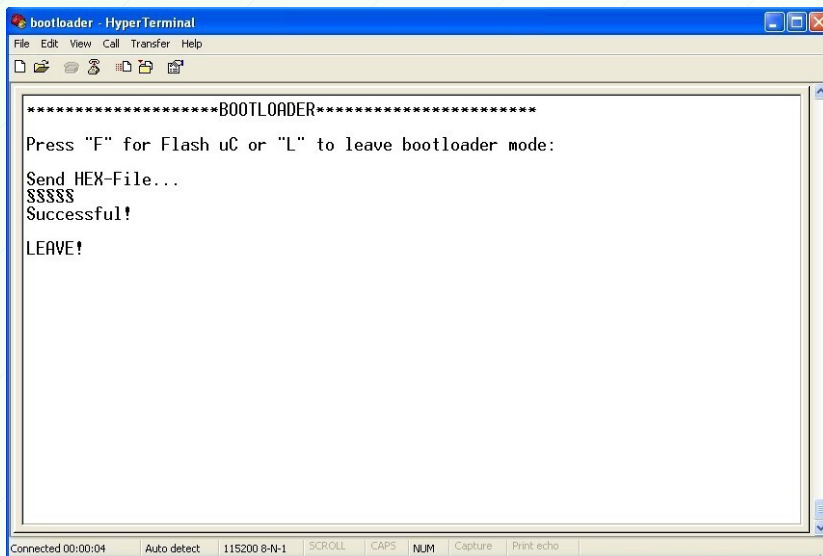 bootloader - HyperTerminal
File Edit View Call Transfer Help
********************BOOTLOADER***********************
Press "F" for Flash uC or "L" to leave bootloader mode:
Send HEX-File...
§§§§§
Successful!
LEAVE!
Connected 00:00:04 Auto detect 115200 8-N-1 SCROLL CAPS NUM Capture Print echo